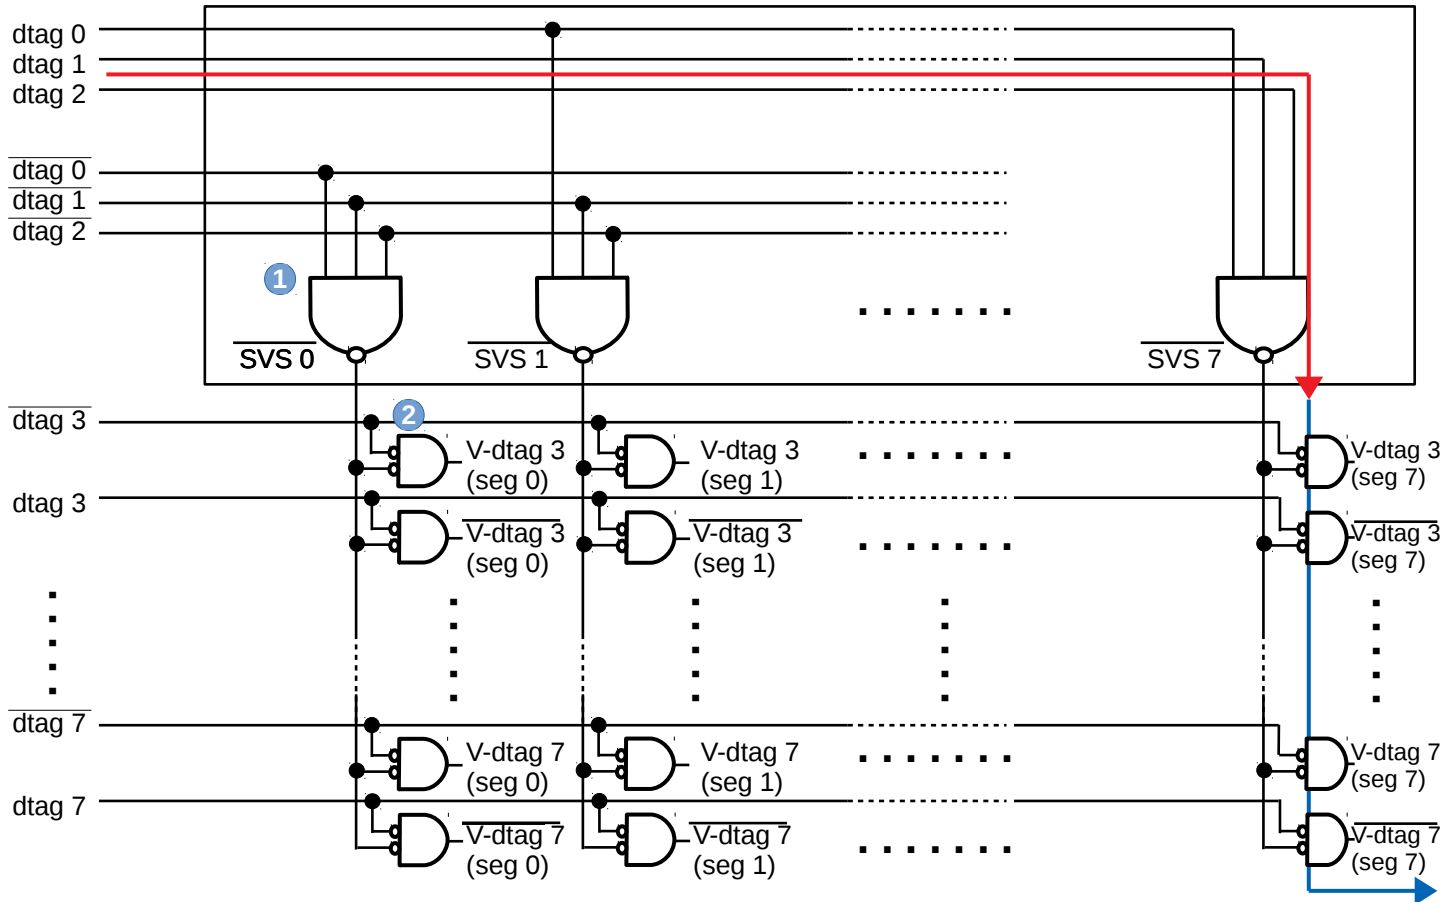 dtag 0
dtag 1
dtag 2
dtag 0
dtag 1
dtag 2
1
SVS 0
SVS 1
SVS 7
dtag 3
2
V-dtag 3
(seg 0)
V-dtag 3
(seg 1)
V-dtag 3
(seg 7)
dtag 3
V-dtag 3
(seg 0)
V-dtag 3
(seg 1)
V-dtag 3
(seg 7)
dtag 7
V-dtag 7
(seg 0)
V-dtag 7
(seg 1)
V-dtag 7
(seg 7)
dtag 7
V-dtag 7
(seg 0)
V-dtag 7
(seg 1)
V-dtag 7
(seg 7)